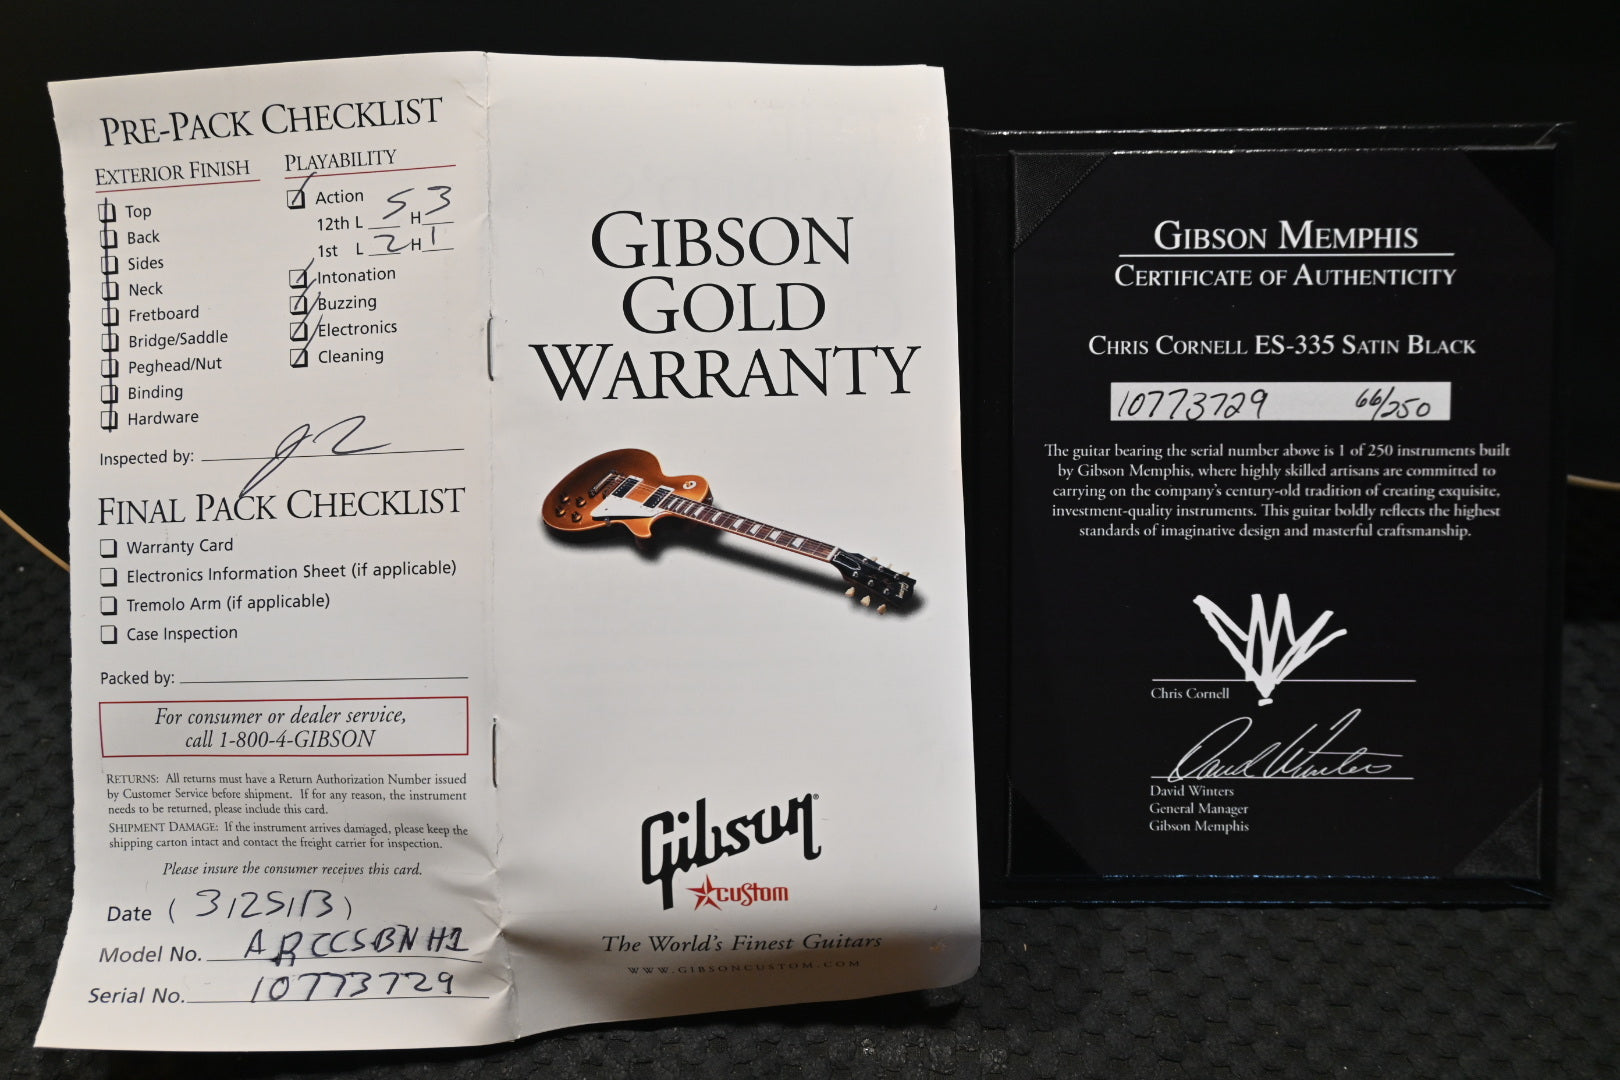 PRE-PACK CHECKLIST
EXTERIOR FINISH
Top
Back
Sides
Neck
Fretboard
Bridge/Saddle
Peghead/Nut
Binding
Hardware
PLAYABILITY
Action
12th L 5 H 3
1st L 2 H 1
Intonation
Buzzing
Electronics
Cleaning
Inspected by:
FINAL PACK CHECKLIST
Warranty Card
Electronics Information Sheet (if applicable)
Tremolo Arm (if applicable)
Case Inspection
Packed by:
For consumer or dealer service,
call 1-800-4-GIBSON
RETURNS: All returns must have a Return Authorization Number issued
by Customer Service before shipment. If for any reason, the instrument
needs to be returned, please include this card.
SHIPMENT DAMAGE: If the instrument arrives damaged, please keep the
shipping carton intact and contact the freight carrier for inspection.
Please insure the consumer receives this card.
Date ( 3/25/13 )
Model No. ARCCSBNH1
Serial No. 10773729
GIBSON
GOLD
WARRANTY
Gibson
custom
The World's Finest Guitars
WWW.GIBSONCUSTOM.COM
GIBSON MEMPHIS
CERTIFICATE OF AUTHENTICITY
CHRIS CORNELL ES-335 SATIN BLACK
10773729 66/250
The guitar bearing the serial number above is 1 of 250 instruments built
by Gibson Memphis, where highly skilled artisans are committed to
carrying on the company's century-old tradition of creating exquisite,
investment-quality instruments. This guitar boldly reflects the highest
standards of imaginative design and masterful craftsmanship.
Chris Cornell
David Winters
David Winters
General Manager
Gibson Memphis